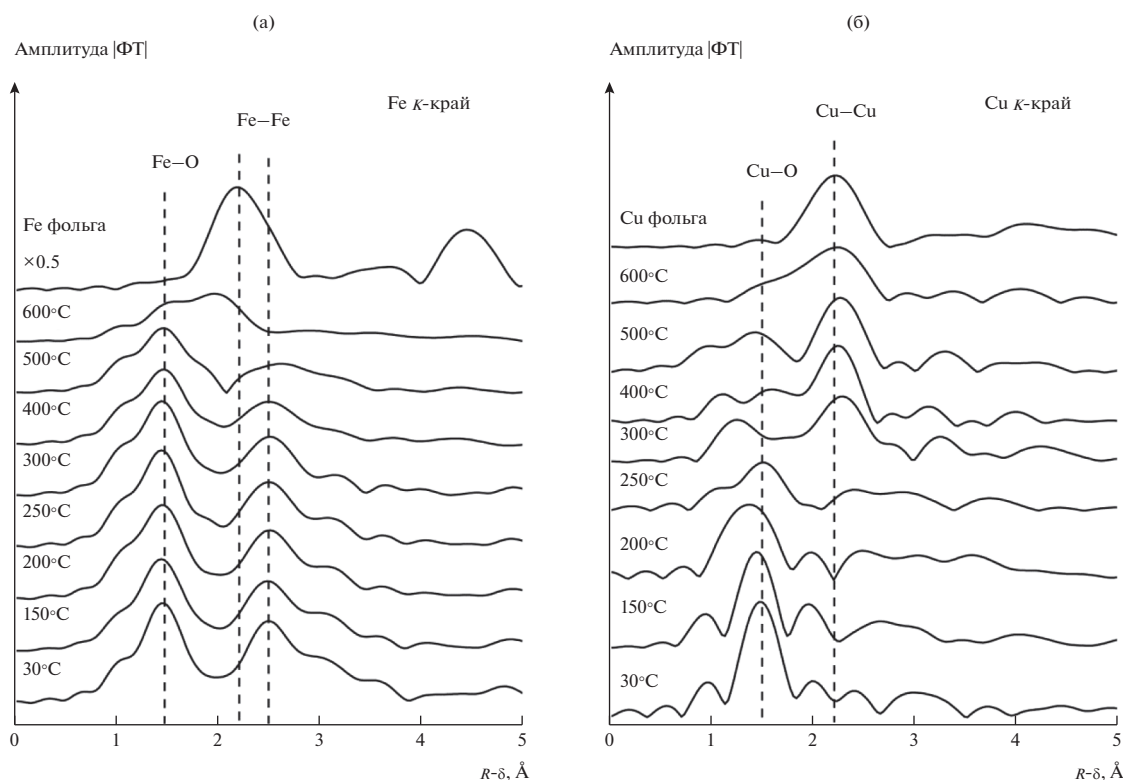 (а)
Амплитуда |ФТ|
Fe K-край
Fe–Fe
Fe–O
Fe фольга
×0.5
600°C
500°C
400°C
300°C
250°C
200°C
150°C
30°C
0 1 2 3 4 5
R-δ, Å
(б)
Амплитуда |ФТ|
Cu K-край
Cu–Cu
Cu–O
Cu фольга
600°C
500°C
400°C
300°C
250°C
200°C
150°C
30°C
0 1 2 3 4 5
R-δ, Å